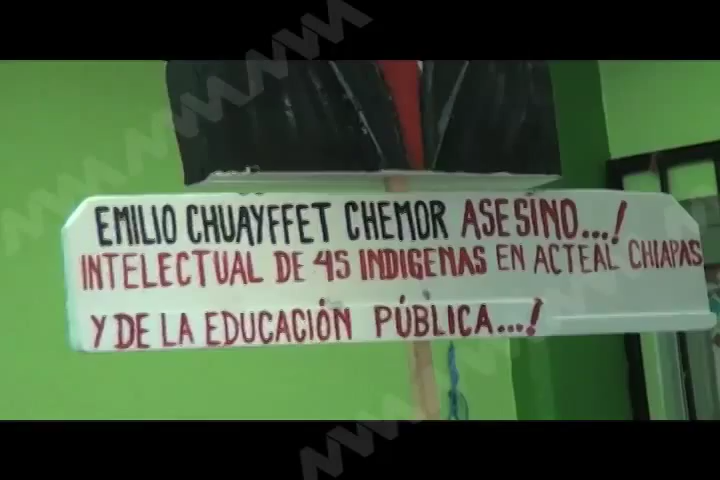 EMILIO CHUAYFFET CHEMOR ASESINO...!
INTELECTUAL DE 45 INDIGENAS EN ACTEAL CHIAPAS
Y DE LA EDUCACIÓN PÚBLICA...!